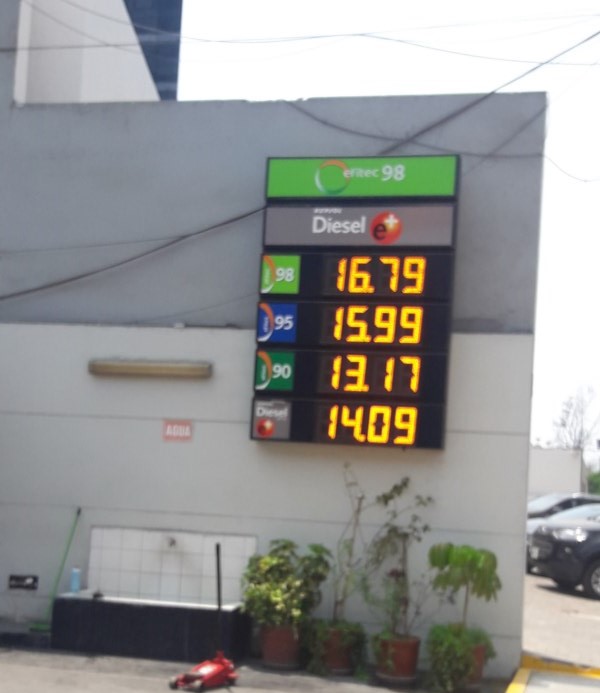 efitec 98
Diesel e+
98 16.79
95 15.99
90 13.17
Diesel e+ 14.09
AGUA